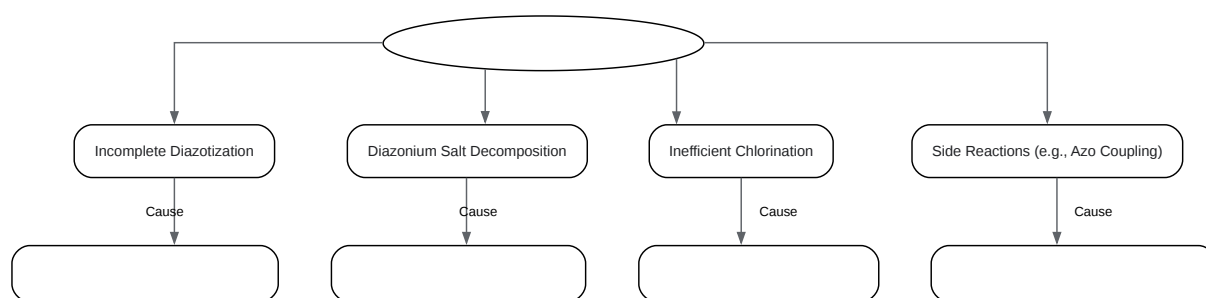 Incomplete Diazotization
Diazonium Salt Decomposition
Inefficient Chlorination
Side Reactions (e.g., Azo Coupling)
Cause
Cause
Cause
Cause